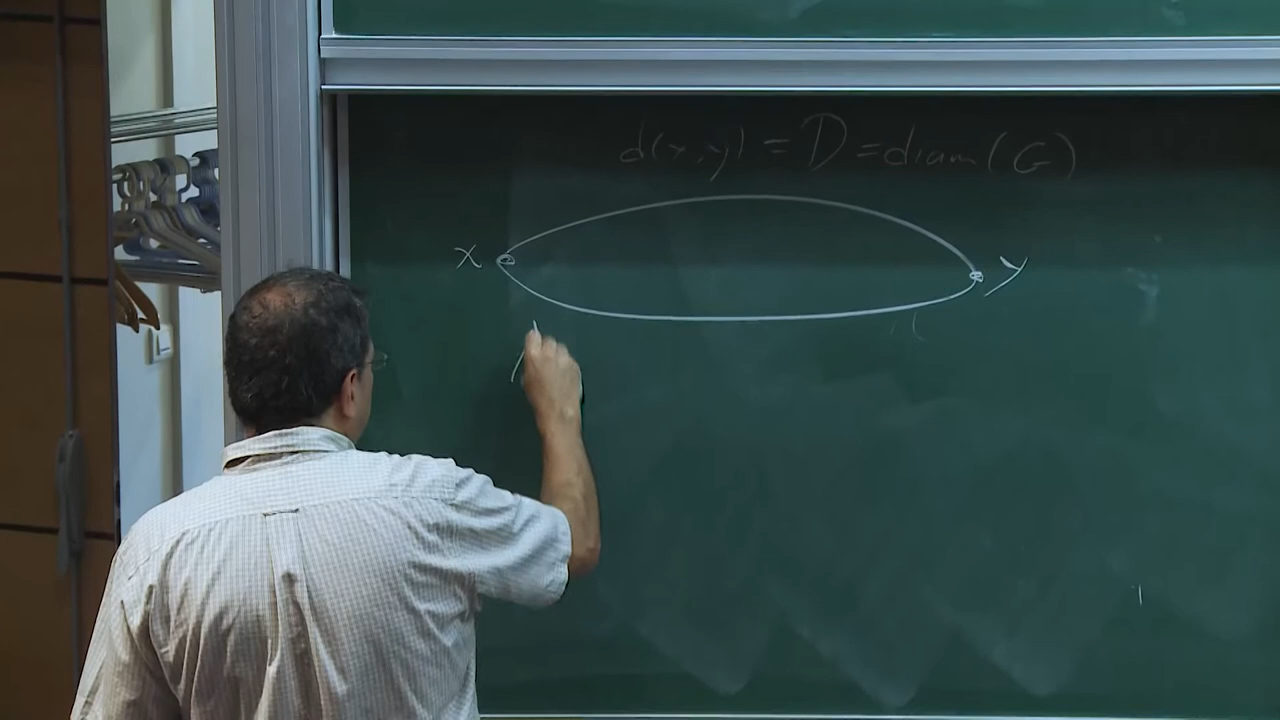 d(x,y) = D = diam(G)
x y